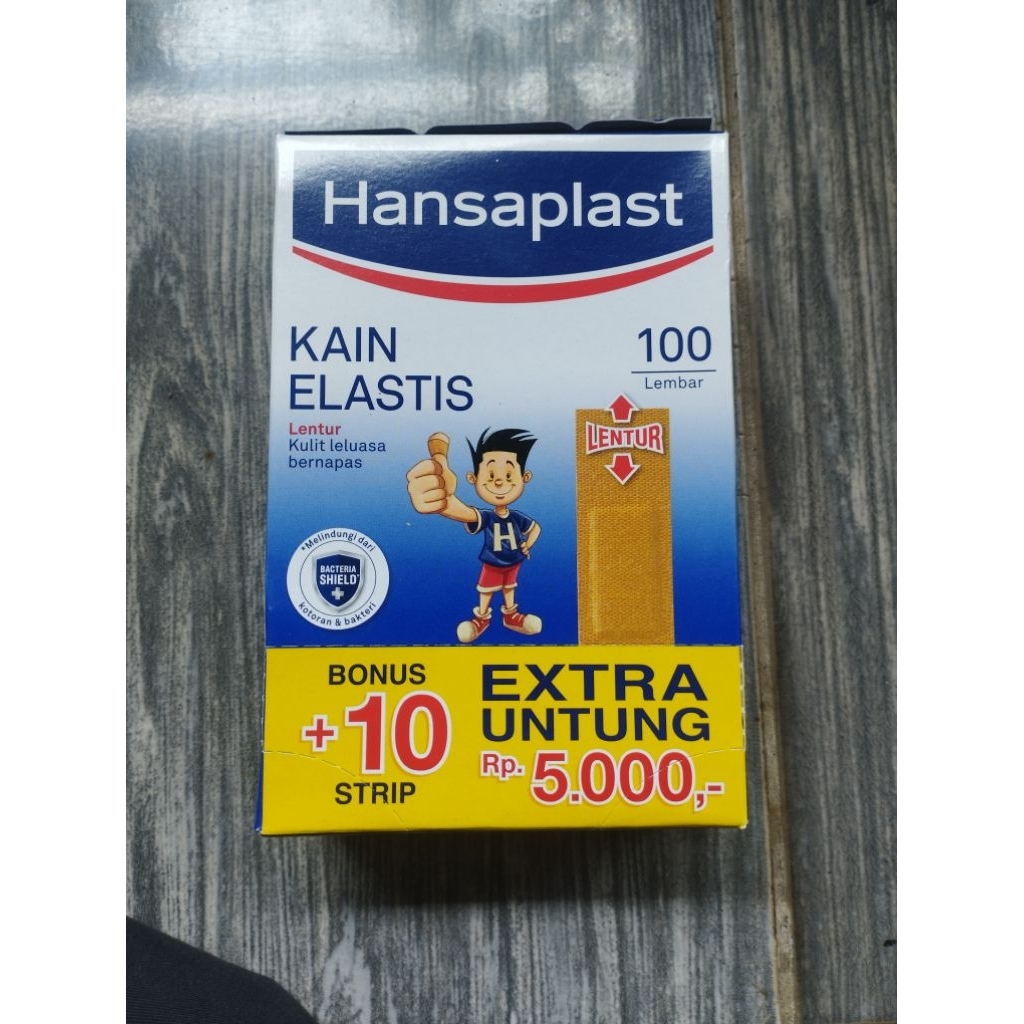 Hansaplast
KAIN
ELASTIS
Lentur
Kulit leluasa
bernapas
100
Lembar
LENTUR
H
*Melindungi dari
BACTERIA
SHIELD
kotoran & bakteri
BONUS
+10
STRIP
EXTRA
UNTUNG
Rp. 5.000,-